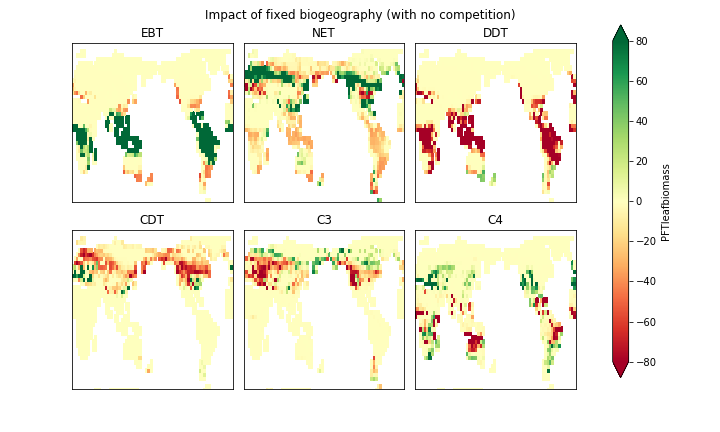 Impact of fixed biogeography (with no competition)
EBT
NET
DDT
CDT
C3
C4
80
60
40
20
0
−20
−40
−60
−80
PFTleafbiomass